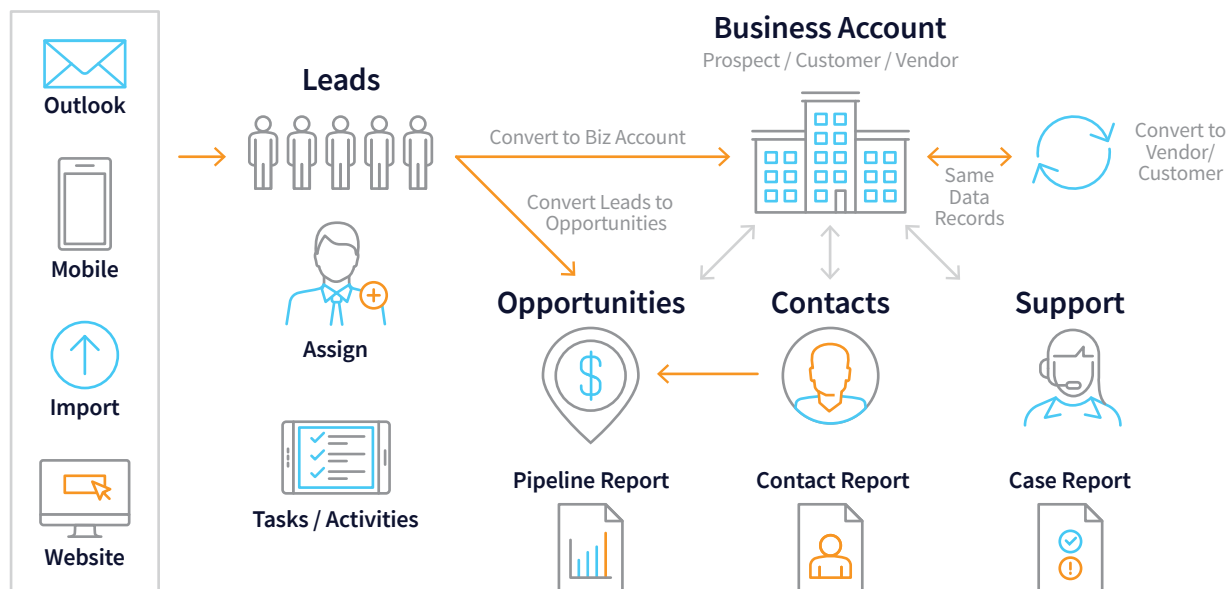 Outlook
Mobile
Import
Website
Leads
Assign
Tasks / Activities
Convert to Biz Account
Convert Leads to
Opportunities
Business Account
Prospect / Customer / Vendor
Same
Data
Records
Convert to
Vendor/
Customer
Opportunities
$
Contacts
Support
Pipeline Report
Contact Report
Case Report